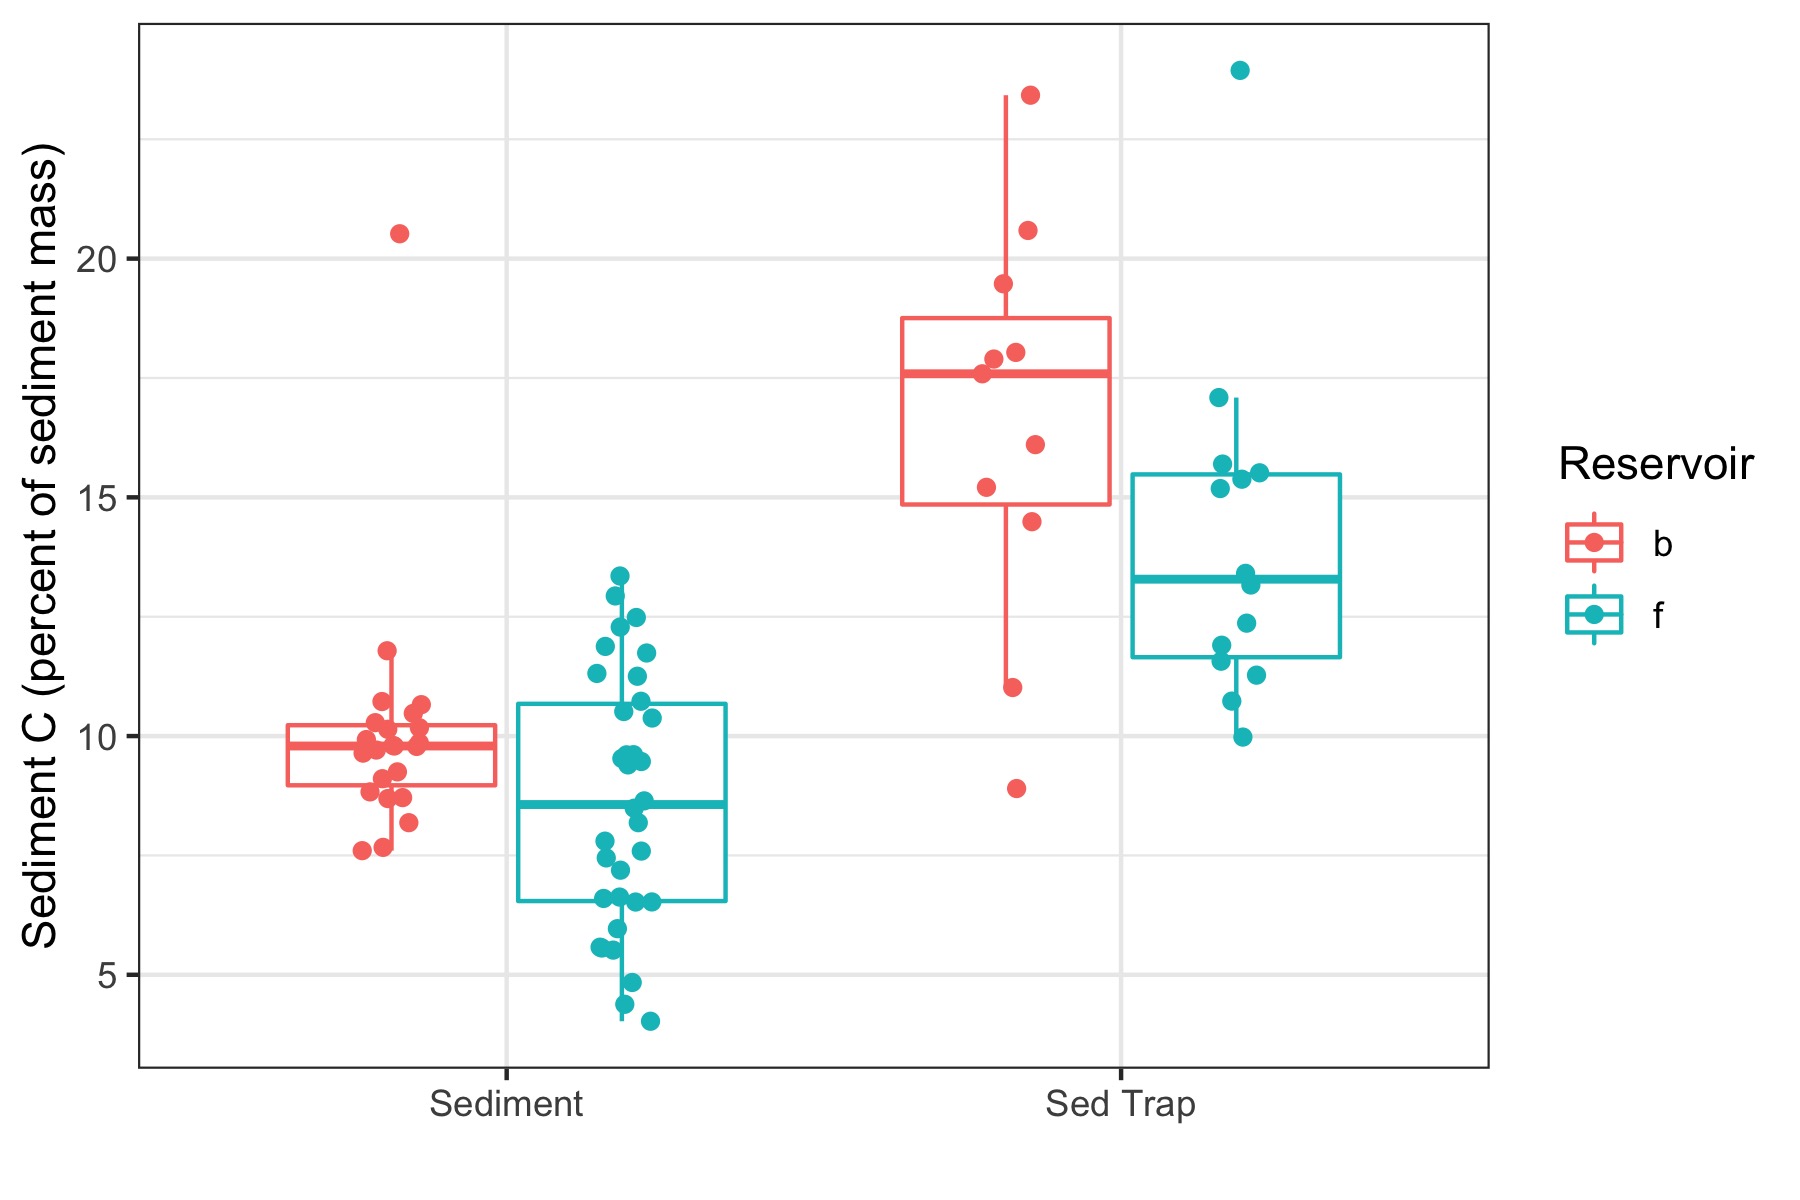 Sediment C (percent of sediment mass)
20
15
10
5
Sediment
Sed Trap
Reservoir
b
f